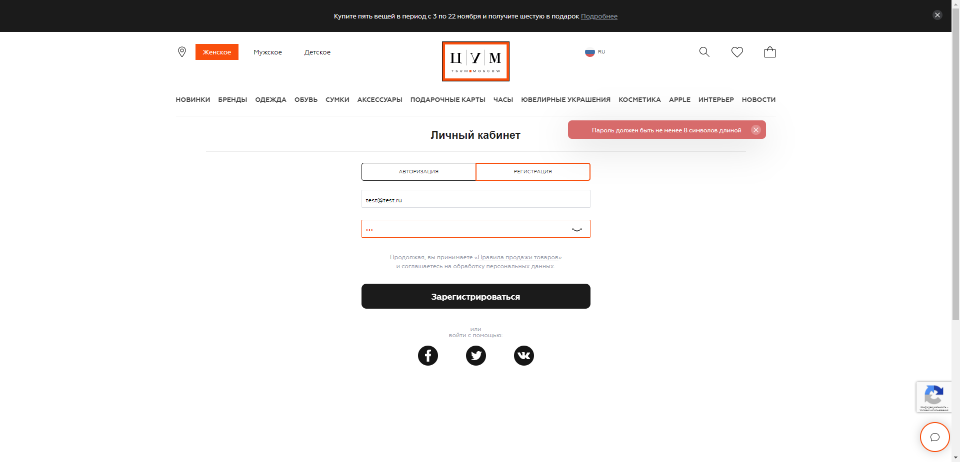 Купите пять вещей в период с 3 по 22 ноября и получите шестую в подарок Подробнее
Женское Мужское Детское
ЦУМ
TSUM MOSCOW
RU
НОВИНКИ БРЕНДЫ ОДЕЖДА ОБУВЬ СУМКИ АКСЕССУАРЫ ПОДАРОЧНЫЕ КАРТЫ ЧАСЫ ЮВЕЛИРНЫЕ УКРАШЕНИЯ КОСМЕТИКА APPLE ИНТЕРЬЕР НОВОСТИ
Пароль должен быть не менее 8 символов длиной
Личный кабинет
АВТОРИЗАЦИЯ РЕГИСТРАЦИЯ
test@test.ru
Продолжая, вы принимаете «Правила продажи товаров»
и соглашаетесь на обработку персональных данных
Зарегистрироваться
или
войти с помощью